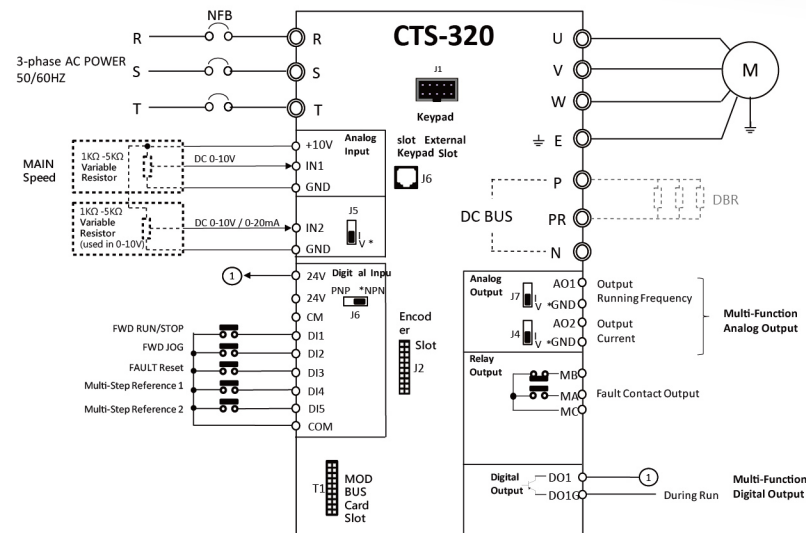 NFB
CTS-320
R
R
3-phase AC POWER
50/60HZ
S
S
T
T
U
V
W
E
M
J1
Keypad
slot External
Keypad Slot
J6
Analog
Input
+10V
IN1
GND
MAIN
Speed
1KΩ -5KΩ
Variable
Resistor
DC 0-10V
1KΩ -5KΩ
Variable
Resistor
(used in 0-10V)
DC 0-10V / 0-20mA
IN2
GND
J5
I
V *
P
PR
N
DC BUS
DBR
1
24V
Digit al Inpu
PNP *NPN
J6
24V
CM
DI1
DI2
DI3
DI4
DI5
COM
FWD RUN/STOP
FWD JOG
FAULT Reset
Multi-Step Reference 1
Multi-Step Reference 2
Encod
er
Slot
J2
T1
MOD
BUS
Card
Slot
Analog
Output
J7
I
V
AO1
*GND
Output
Running Frequency
J4
I
V
AO2
*GND
Output
Current
Multi-Function
Analog Output
Relay
Output
MB
MA
MC
Fault Contact Output
Digital
Output
DO1
DO1G
1
During Run
Multi-Function
Digital Output